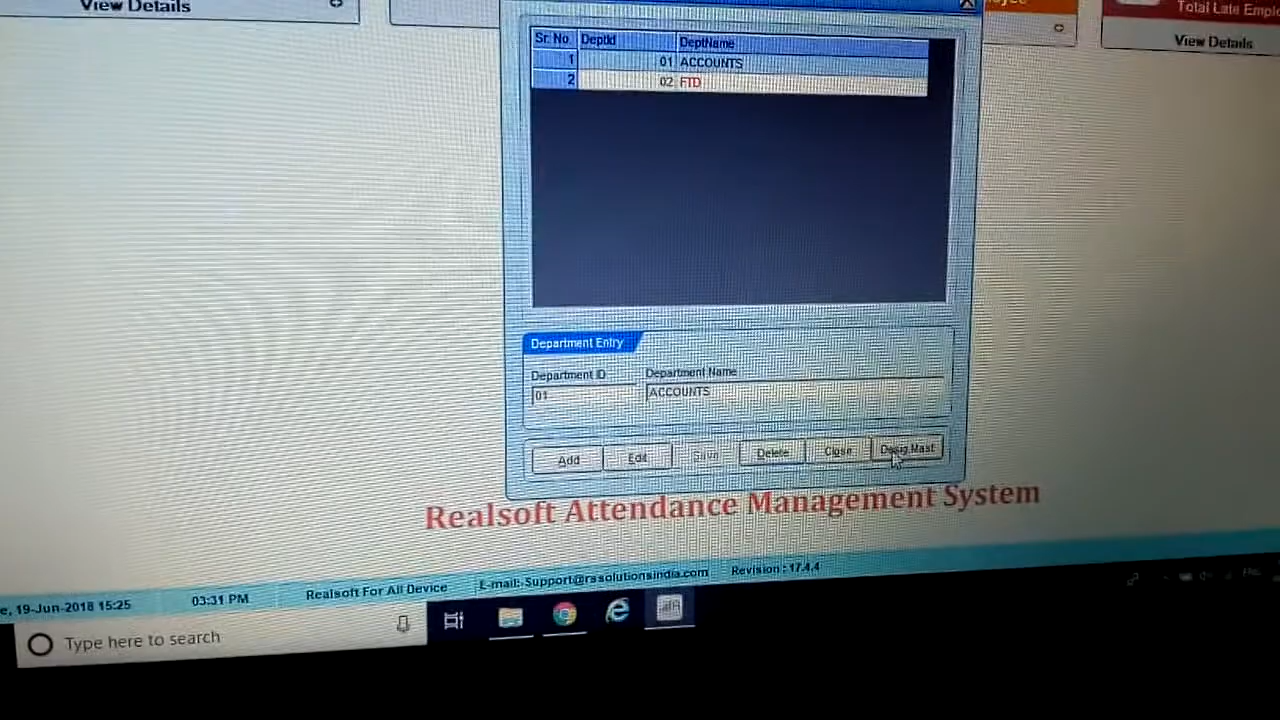 View Details
Total Late Emplo
View Details
Sr. No DeptId DeptName
1 01 ACCOUNTS
2 02 FTD
Department Entry
Department ID Department Name
01 ACCOUNTS
Add Edit Save Delete Close Desig Mast
Realsoft Attendance Management System
e, 19-Jun-2018 15:25 03:31 PM Realsoft For All Device E-mail:-Support@rssolutionsindia.com Revision : 17.4.4
Type here to search